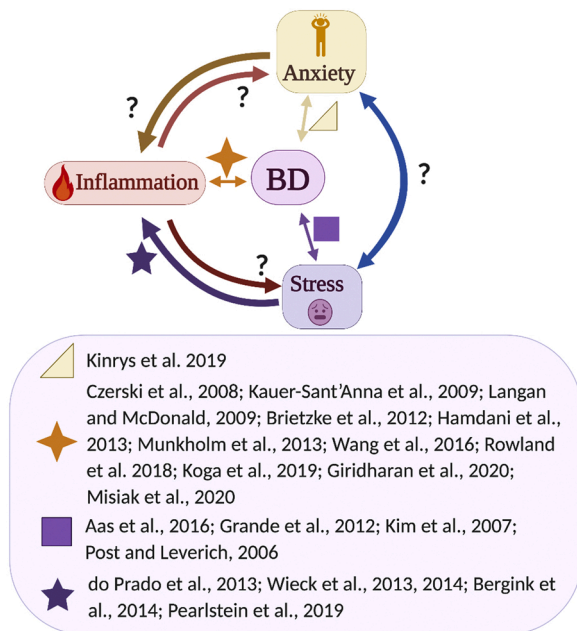 Anxiety
?
?
Inflammation
BD
?
?
Stress
Kinrys et al. 2019
Czerski et al., 2008; Kauer-Sant’Anna et al., 2009; Langan
and McDonald, 2009; Brietzke et al., 2012; Hamdani et al.,
2013; Munkholm et al., 2013; Wang et al., 2016; Rowland
et al. 2018; Koga et al., 2019; Giridharan et al., 2020;
Misiak et al., 2020
Aas et al., 2016; Grande et al., 2012; Kim et al., 2007;
Post and Leverich, 2006
do Prado et al., 2013; Wieck et al., 2013, 2014; Bergink et
al., 2014; Pearlstein et al., 2019